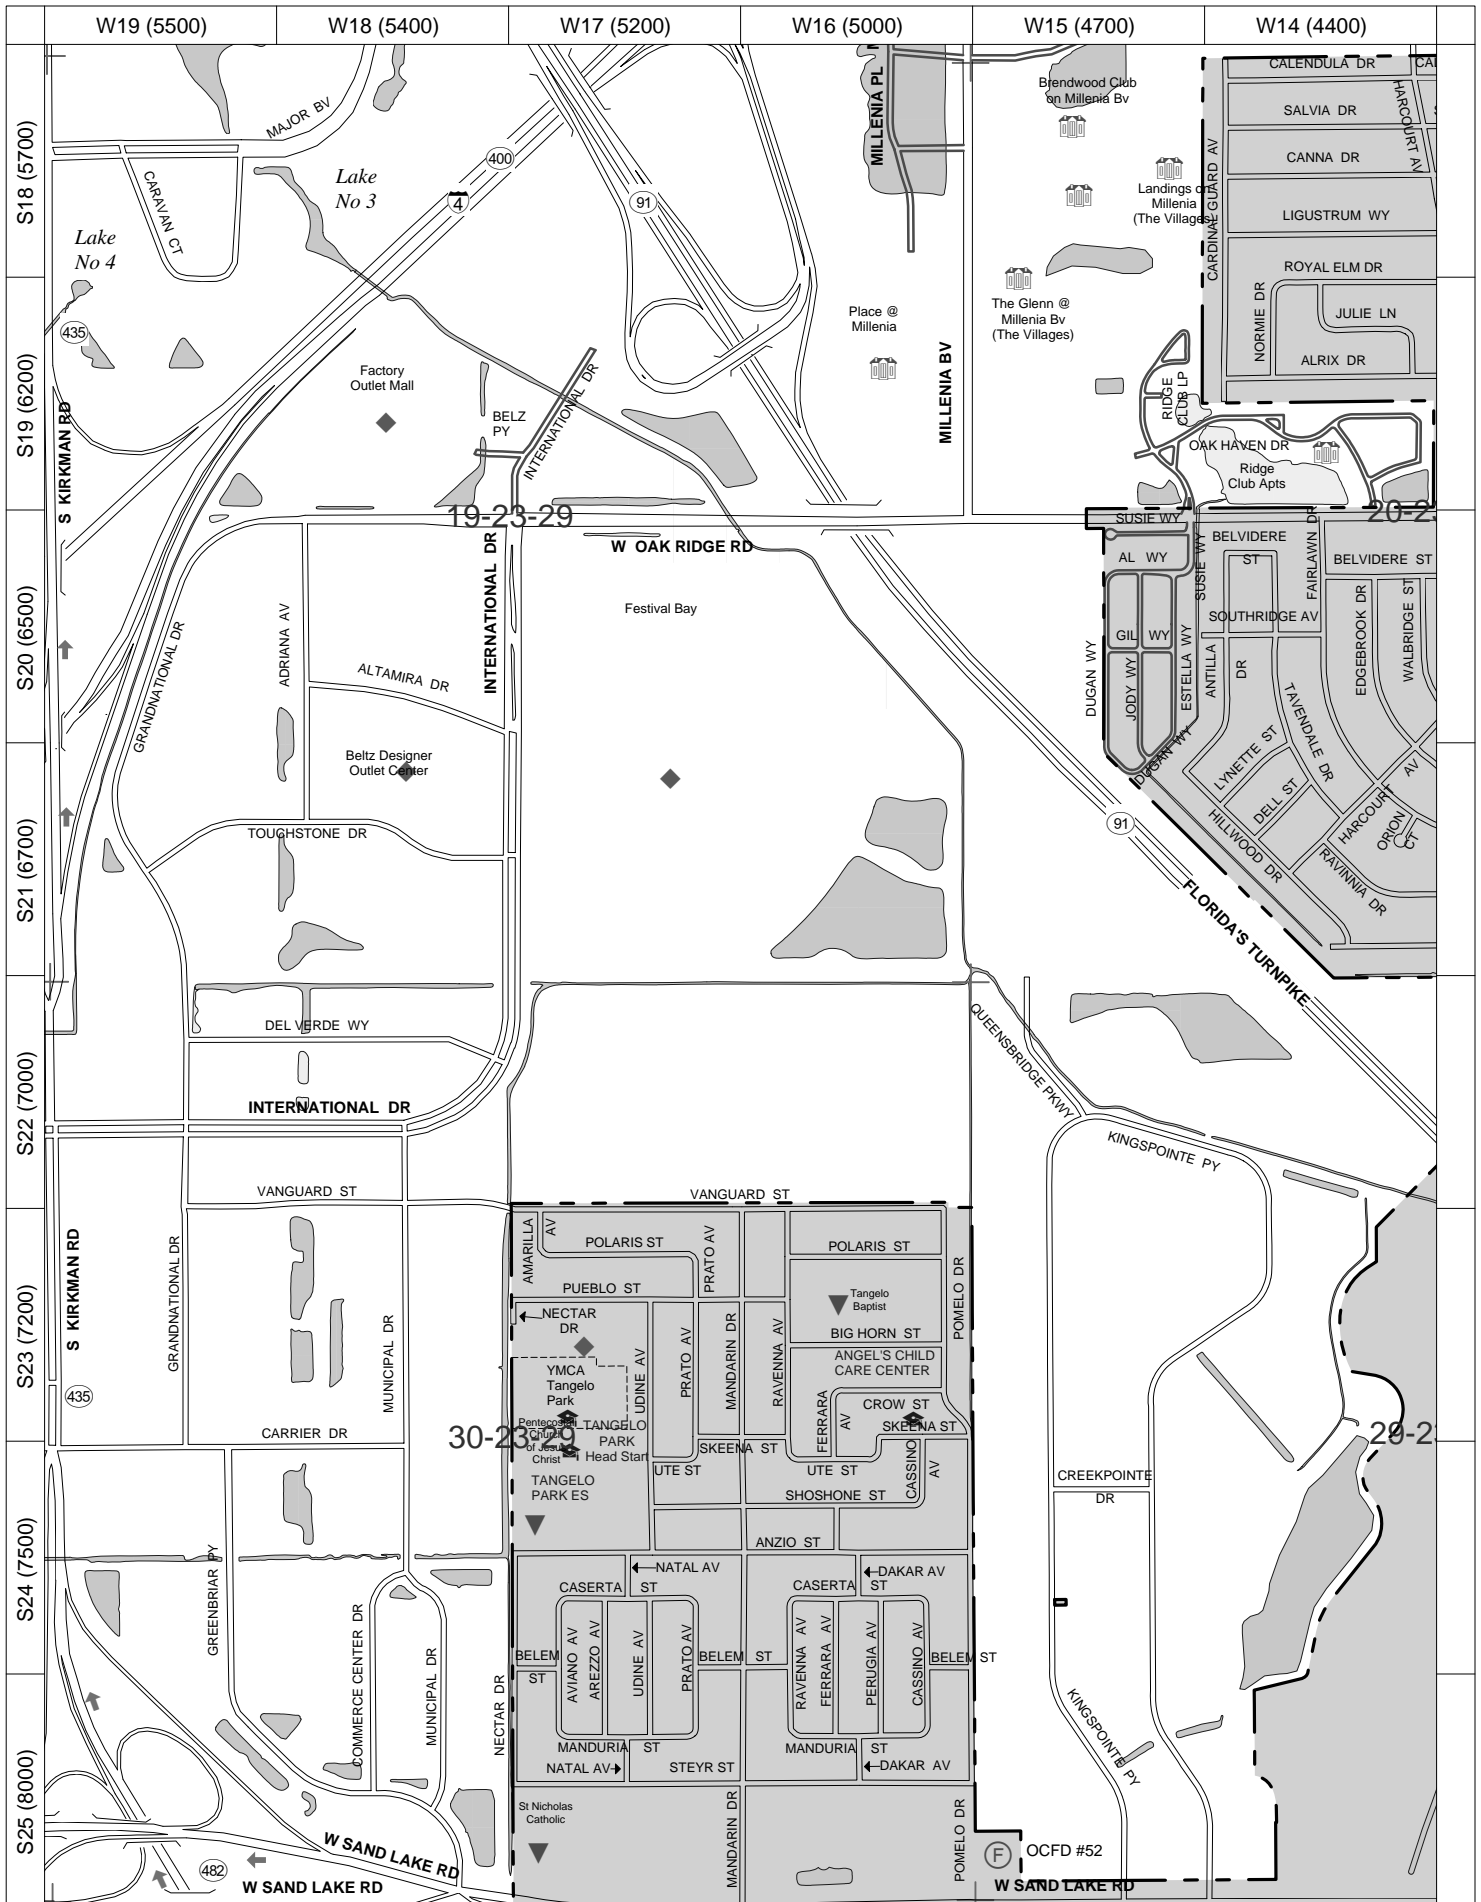 W19 (5500)
W18 (5400)
W17 (5200)
W16 (5000)
W15 (4700)
W14 (4400)
S18 (5700)
S19 (6200)
S20 (6500)
S21 (6700)
S22 (7000)
S23 (7200)
S24 (7500)
S25 (8000)
MAJOR BV
CARAVAN CT
Lake
No 3
Lake
No 4
400
4
91
435
MILLENIA PL
Brendwood Club
on Millenia Bv
Landings on
Millenia
(The Villages)
The Glenn @
Millenia Bv
(The Villages)
Place @
Millenia
MILLENIA BV
CALENDULA DR
SALVIA DR
HARCOURT AV
CANNA DR
CARDINAL GUARD AV
LIGUSTRUM WY
ROYAL ELM DR
NORMIE DR
JULIE LN
ALRIX DR
RIDGE
CLUB LP
OAK HAVEN DR
Ridge
Club Apts
Factory
Outlet Mall
BELZ
PY
INTERNATIONAL DR
S KIRKMAN RD
19-23-29
W OAK RIDGE RD
SUSIE WY
AL WY
SUSIE WY
BELVIDERE
ST
FAIRLAWN DR
BELVIDERE ST
SOUTHRIDGE AV
GIL WY
JODY WY
DUGAN WY
ESTELLA WY
ANTILLA
DR
EDGEBROOK DR
WALBRIDGE ST
TAVENDALE DR
DUGAN WY
LYNETTE ST
DELL ST
HILLWOOD DR
HARCOURT AV
ORION
CT
RAVINNIA DR
Festival Bay
INTERNATIONAL DR
ADRIANA AV
GRANDNATIONAL DR
ALTAMIRA DR
Beltz Designer
Outlet Center
TOUCHSTONE DR
91
FLORIDA'S TURNPIKE
DEL VERDE WY
INTERNATIONAL DR
QUEENSBRIDGE PKWY
KINGSPOINTE PY
VANGUARD ST
VANGUARD ST
S KIRKMAN RD
GRANDNATIONAL DR
MUNICIPAL DR
435
CARRIER DR
AMARILLA
AV
POLARIS ST
PRATO AV
POLARIS ST
PUEBLO ST
NECTAR
DR
Tangelo
Baptist
POMELO DR
BIG HORN ST
ANGEL'S CHILD
CARE CENTER
YMCA
Tangelo
Park
UDINE AV
PRATO AV
MANDARIN DR
RAVENNA AV
FERRARA
AV
CROW ST
SKEENA ST
30-23-29
Pentecostal
Church
of Jesus
Christ
TANGELO
PARK
Head Start
TANGELO
PARK ES
SKEENA ST
UTE ST
UTE ST
CASSINO
AV
SHOSHONE ST
ANZIO ST
CREEKPOINTE
DR
GREENBRIAR PY
COMMERCE CENTER DR
MUNICIPAL DR
NECTAR DR
NATAL AV
CASERTA ST
DAKAR AV
CASERTA ST
BELEM
ST
AVIANO AV
AREZZO AV
UDINE AV
PRATO AV
BELEM ST
RAVENNA AV
FERRARA AV
PERUGIA AV
CASSINO AV
BELEM ST
MANDURIA ST
MANDURIA ST
NATAL AV
STEYR ST
DAKAR AV
KINGSPOINTE PY
St Nicholas
Catholic
MANDARIN DR
POMELO DR
F
OCFD #52
W SAND LAKE RD
482
W SAND LAKE RD
W SAND LAKE RD